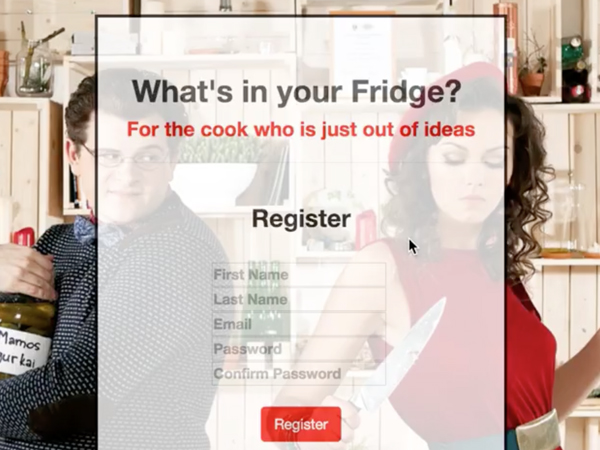 What's in your Fridge?
For the cook who is just out of ideas
Register
First Name
Last Name
Email
Password
Confirm Password
Register
Mamos
gurkai